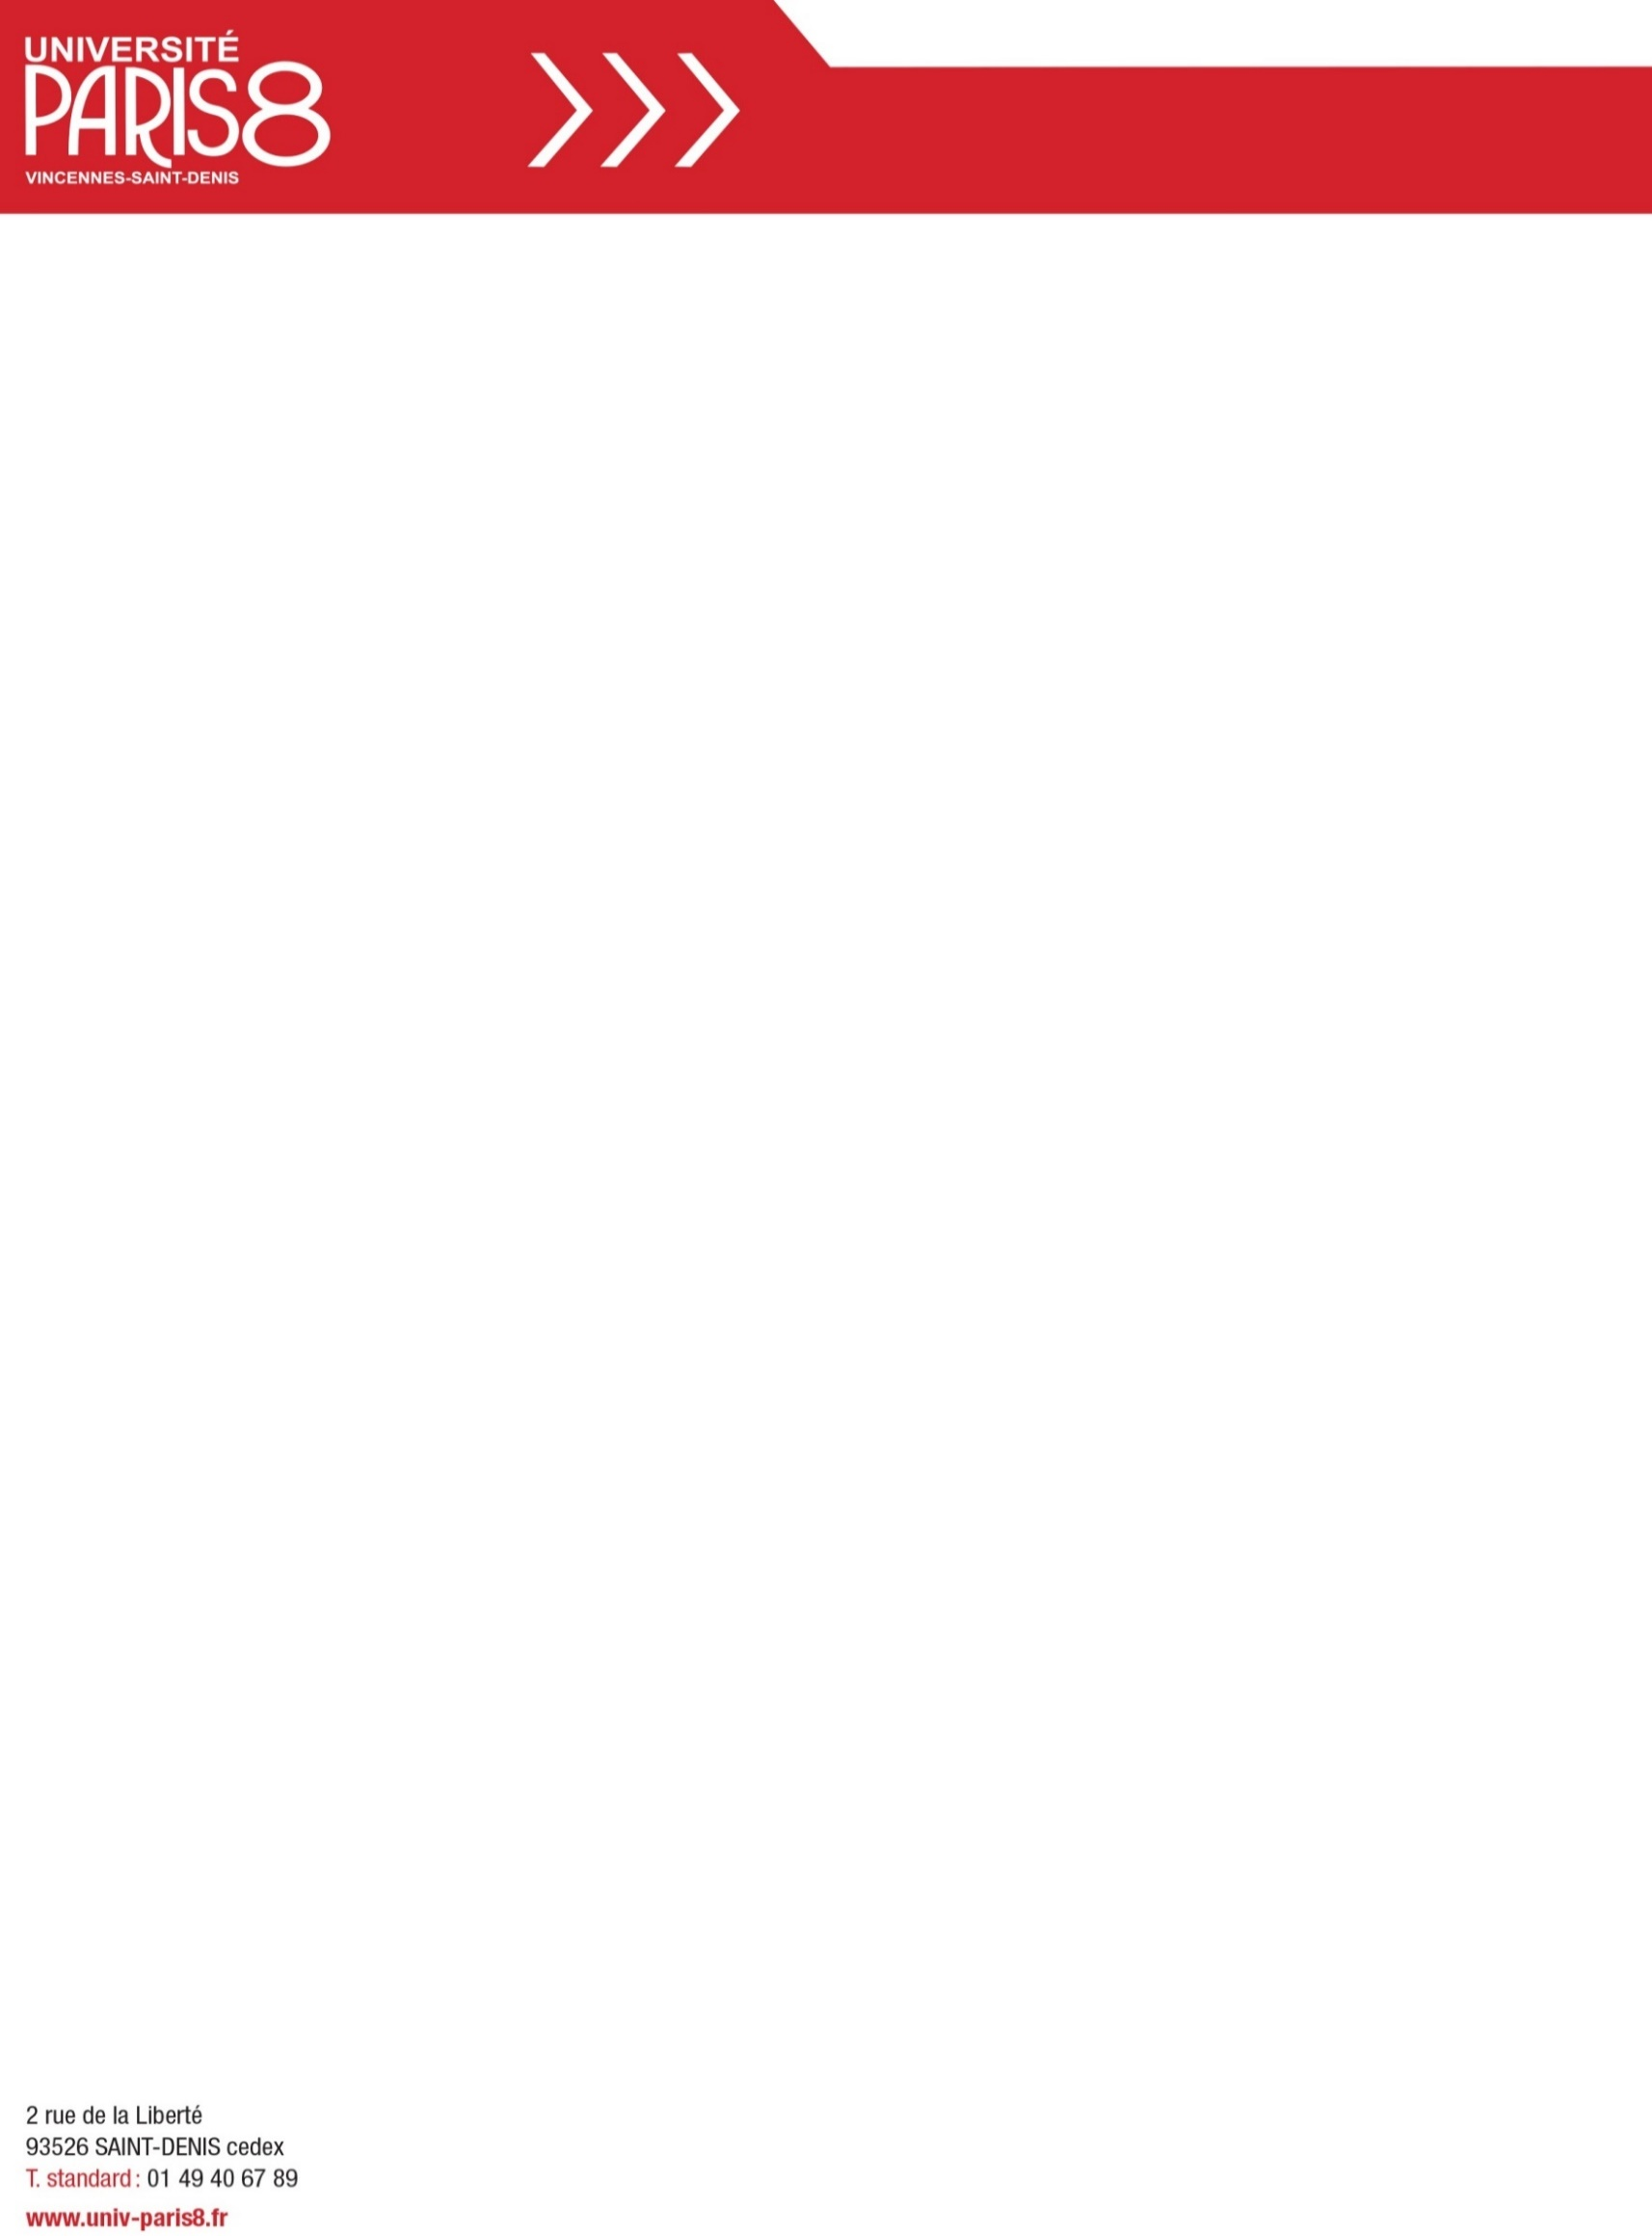 UNIVERSITÉ
PARIS8
VINCENNES-SAINT-DENIS
2 rue de la Liberté
93526 SAINT-DENIS cedex
T. standard : 01 49 40 67 89
www.univ-paris8.fr